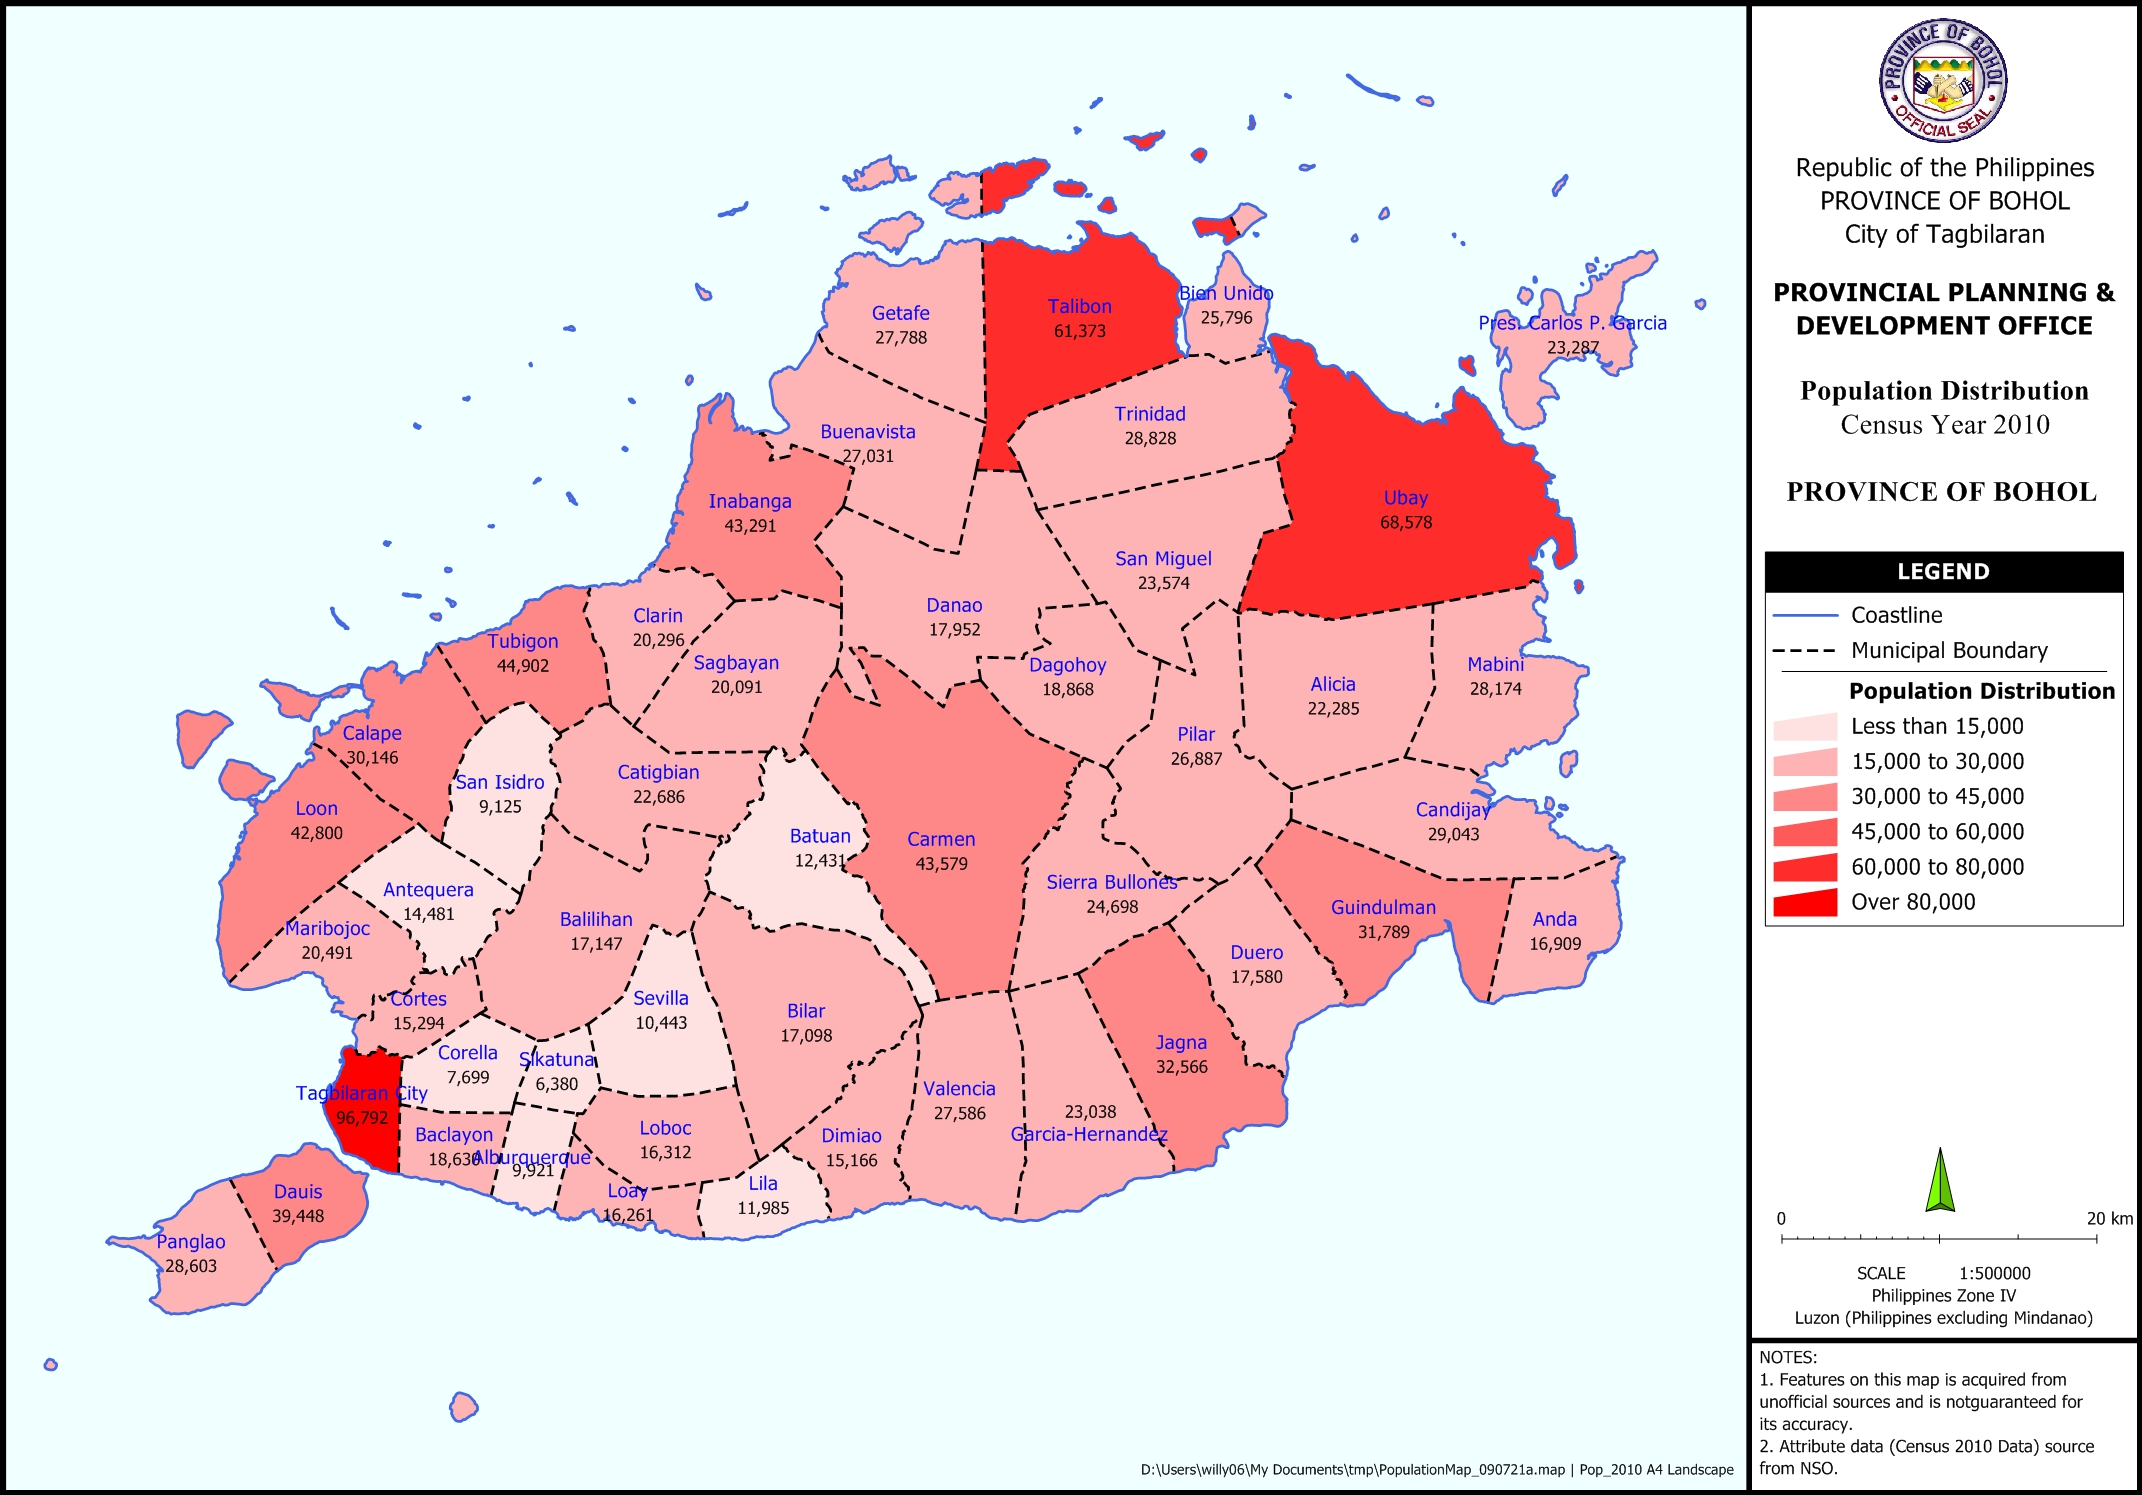 Getafe
27,788
Talibon
61,373
Bien Unido
25,796
Pres. Carlos P. Garcia
23,287
Buenavista
27,031
Trinidad
28,828
Inabanga
43,291
Ubay
68,578
San Miguel
23,574
Clarin
20,296
Danao
17,952
Tubigon
44,902
Sagbayan
20,091
Dagohoy
18,868
Alicia
22,285
Mabini
28,174
Calape
30,146
Pilar
26,887
San Isidro
9,125
Catigbian
22,686
Loon
42,800
Batuan
12,431
Carmen
43,579
Candijay
29,043
Antequera
14,481
Sierra Bullones
24,698
Maribojoc
20,491
Balilihan
17,147
Guindulman
31,789
Anda
16,909
Duero
17,580
Cortes
15,294
Sevilla
10,443
Bilar
17,098
Corella
7,699
Sikatuna
6,380
Jagna
32,566
Tagbilaran City
96,792
Valencia
27,586
23,038
Garcia-Hernandez
Baclayon
18,630
Alburquerque
9,921
Loboc
16,312
Dimiao
15,166
Dauis
39,448
Loay
16,261
Lila
11,985
Panglao
28,603
D:\Users\willy06\My Documents\tmp\PopulationMap_090721a.map | Pop_2010 A4 Landscape
PROVINCE OF BOHOL
OFFICIAL SEAL
Republic of the Philippines
PROVINCE OF BOHOL
City of Tagbilaran
PROVINCIAL PLANNING &
DEVELOPMENT OFFICE
Population Distribution
Census Year 2010
PROVINCE OF BOHOL
LEGEND
Coastline
Municipal Boundary
Population Distribution
Less than 15,000
15,000 to 30,000
30,000 to 45,000
45,000 to 60,000
60,000 to 80,000
Over 80,000
0 20 km
SCALE 1:500000
Philippines Zone IV
Luzon (Philippines excluding Mindanao)
NOTES:
1. Features on this map is acquired from
unofficial sources and is notguaranteed for
its accuracy.
2. Attribute data (Census 2010 Data) source
from NSO.